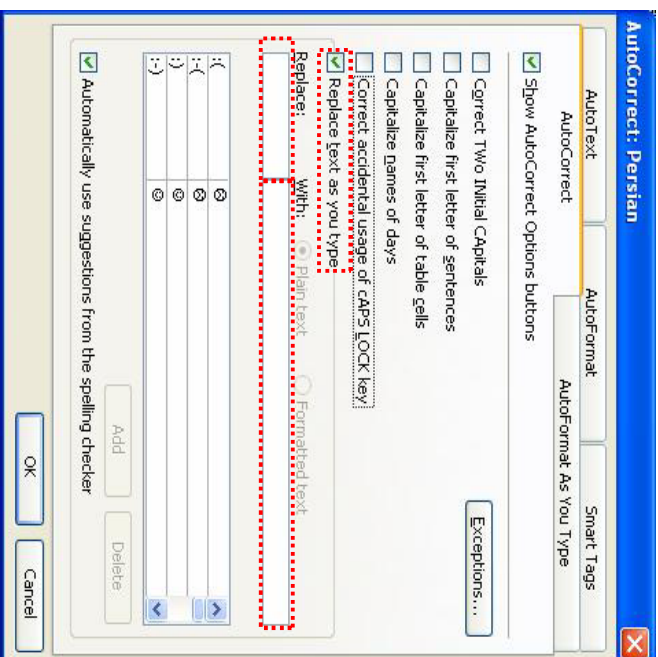 AutoCorrect: Persian
AutoText AutoFormat Smart Tags
AutoCorrect AutoFormat As You Type
Show AutoCorrect Options buttons
Correct TWo INitial CApitals Exceptions...
Capitalize first letter of sentences
Capitalize first letter of table cells
Capitalize names of days
Correct accidental usage of cAPS LOCK key
Replace text as you type
Replace: With: Plain text Formatted text
:( ☹
:-( ☹
:) ☺
:-) ☺
Add Delete
Automatically use suggestions from the spelling checker
OK Cancel